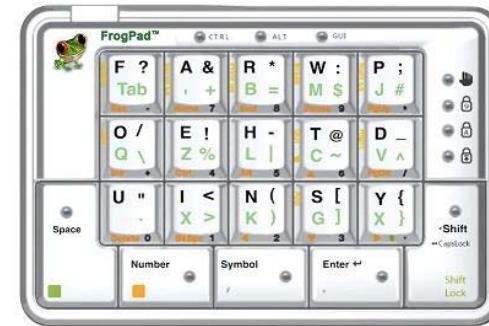 FrogPad™
CTRL ALT GUI
F ? A & R * W : P ;
Tab , + B = M $ J #
7 8 9
O / E ! H - T @ D _
Q \ Z % L | C ~ V ^
4 5 6
U " I < N ( S [ Y {
X > K ) G ] X }
0 1 2 3
Space
Number
Symbol
Enter ↵
•Shift
••CapsLock
Shift
Lock